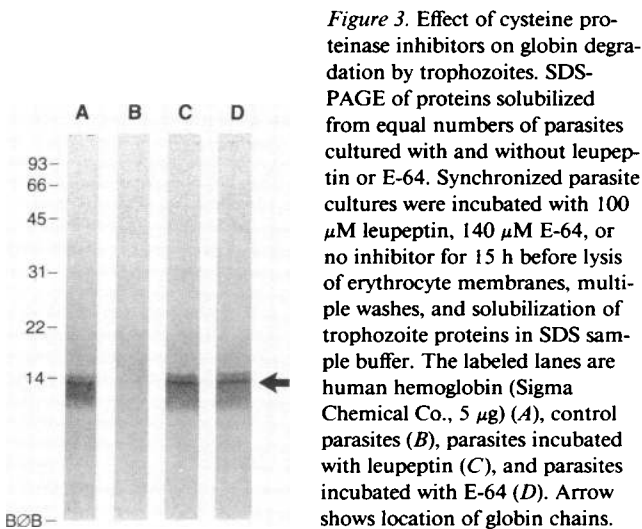 A B C D
93–
66–
45–
31–
22–
14–
BØB–
Figure 3. Effect of cysteine pro-
teinase inhibitors on globin degra-
dation by trophozoites. SDS-
PAGE of proteins solubilized
from equal numbers of parasites
cultured with and without leupep-
tin or E-64. Synchronized parasite
cultures were incubated with 100
μM leupeptin, 140 μM E-64, or
no inhibitor for 15 h before lysis
of erythrocyte membranes, multi-
ple washes, and solubilization of
trophozoite proteins in SDS sam-
ple buffer. The labeled lanes are
human hemoglobin (Sigma
Chemical Co., 5 μg) (A), control
parasites (B), parasites incubated
with leupeptin (C), and parasites
incubated with E-64 (D). Arrow
shows location of globin chains.